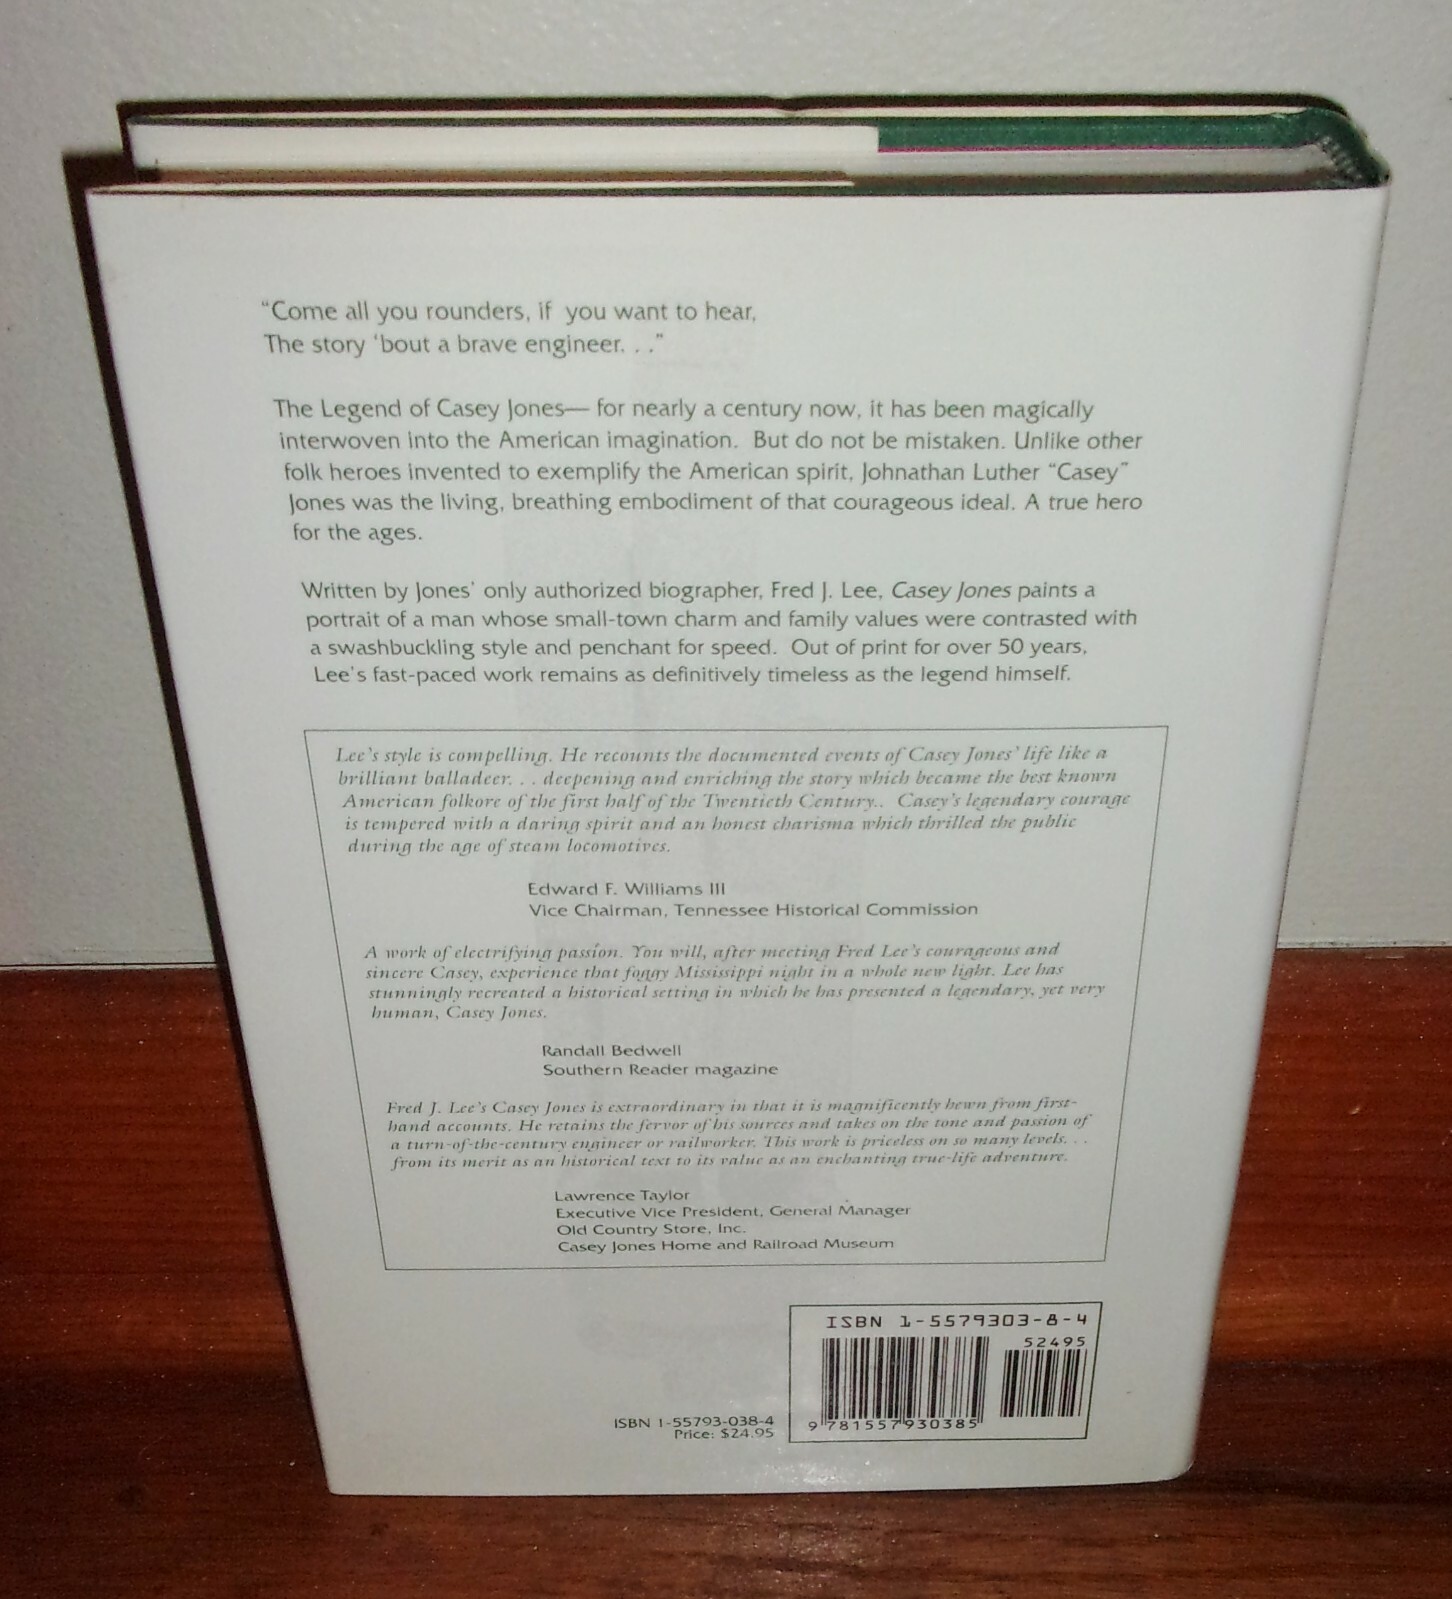 “Come all you rounders, if you want to hear,
The story ‘bout a brave engineer. . .”
The Legend of Casey Jones— for nearly a century now, it has been magically
interwoven into the American imagination. But do not be mistaken. Unlike other
folk heroes invented to exemplify the American spirit, Johnathan Luther “Casey”
Jones was the living, breathing embodiment of that courageous ideal. A true hero
for the ages.
Written by Jones’ only authorized biographer, Fred J. Lee, Casey Jones paints a
portrait of a man whose small-town charm and family values were contrasted with
a swashbuckling style and penchant for speed. Out of print for over 50 years,
Lee’s fast-paced work remains as definitively timeless as the legend himself.
Lee’s style is compelling. He recounts the documented events of Casey Jones’ life like a
brilliant balladeer. . . deepening and enriching the story which became the best known
American folkore of the first half of the Twentieth Century.. Casey’s legendary courage
is tempered with a daring spirit and an honest charisma which thrilled the public
during the age of steam locomotives.
Edward F. Williams III
Vice Chairman, Tennessee Historical Commission
A work of electrifying passion. You will, after meeting Fred Lee’s courageous and
sincere Casey, experience that foggy Mississippi night in a whole new light. Lee has
stunningly recreated a historical setting in which he has presented a legendary, yet very
human, Casey Jones.
Randall Bedwell
Southern Reader magazine
Fred J. Lee’s Casey Jones is extraordinary in that it is magnificently hewn from first-
hand accounts. He retains the fervor of his sources and takes on the tone and passion of
a turn-of-the-century engineer or railworker. This work is priceless on so many levels. . .
from its merit as an historical text to its value as an enchanting true-life adventure.
Lawrence Taylor
Executive Vice President, General Manager
Old Country Store, Inc.
Casey Jones Home and Railroad Museum
ISBN 1-5579303-8-4
52495
9 781557 930385
ISBN 1-55793-038-4
Price: $24.95